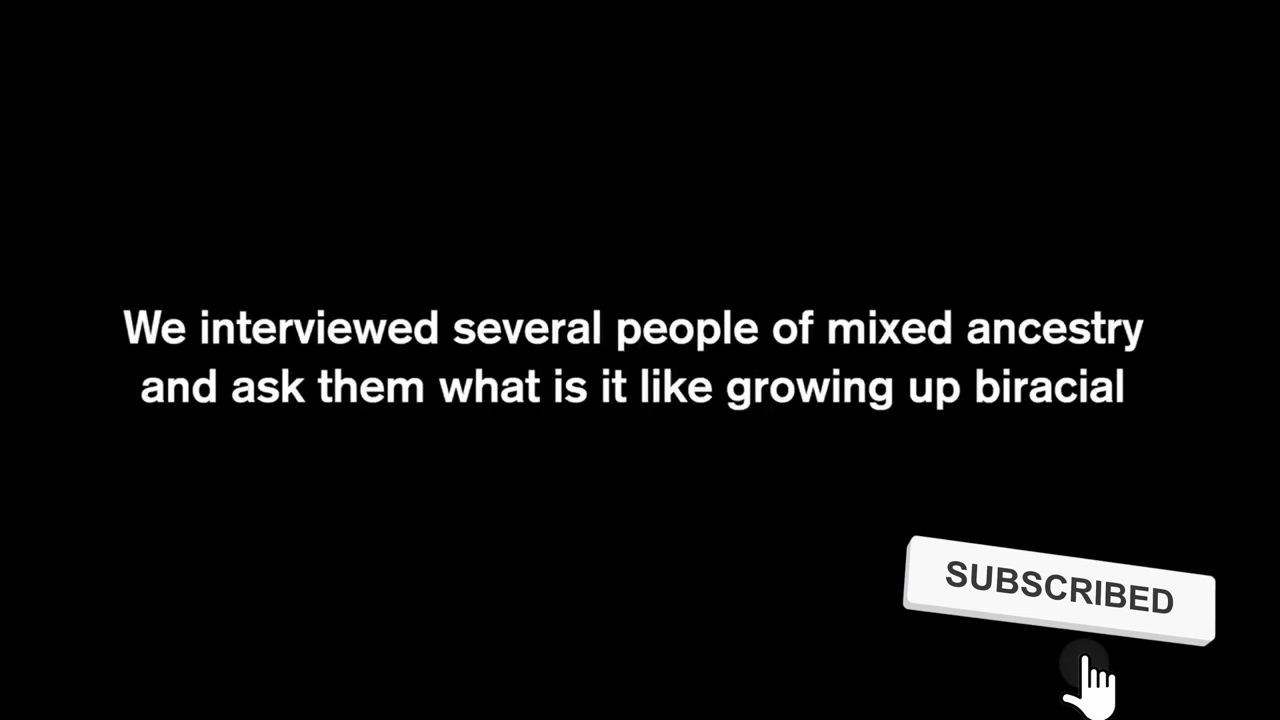 We interviewed several people of mixed ancestry
and ask them what is it like growing up biracial
SUBSCRIBED